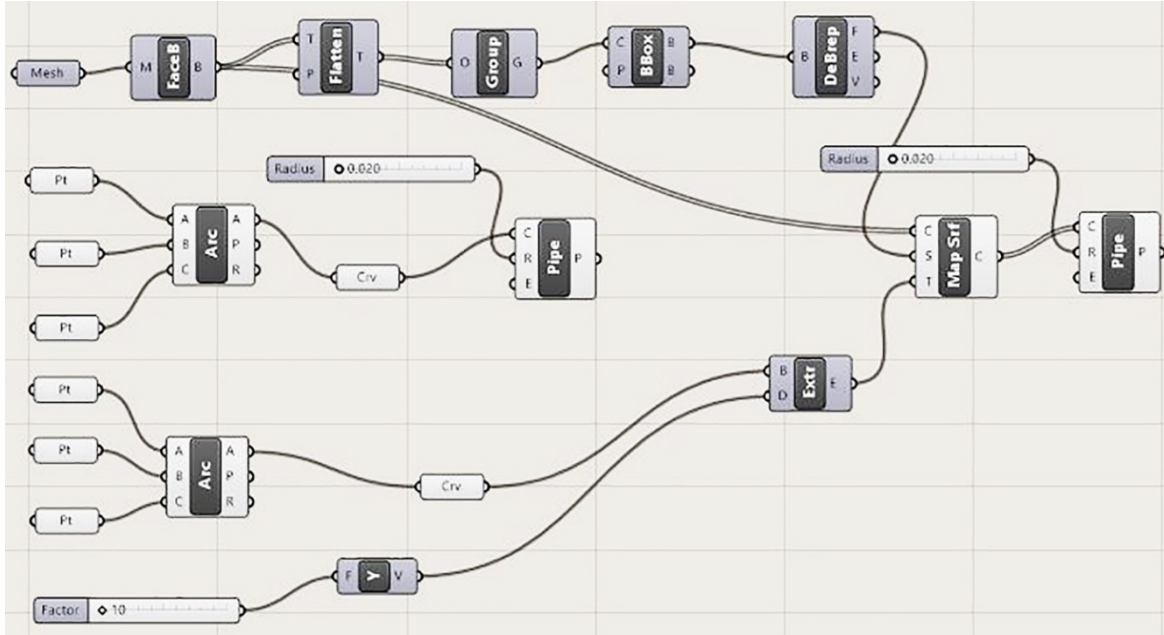 Mesh
M FaceB B
T P Flatten T
O Group G
C P BBox B B
B DeBrep F E V
Radius 0.020
Radius 0.020
Pt
Pt
Pt
A B C Arc A P R
Crv
C R E Pipe P
C S T Map Srf C
C R E Pipe P
Pt
Pt
Pt
A B C Arc A P R
Crv
B D Extr E
F Y V
Factor 10